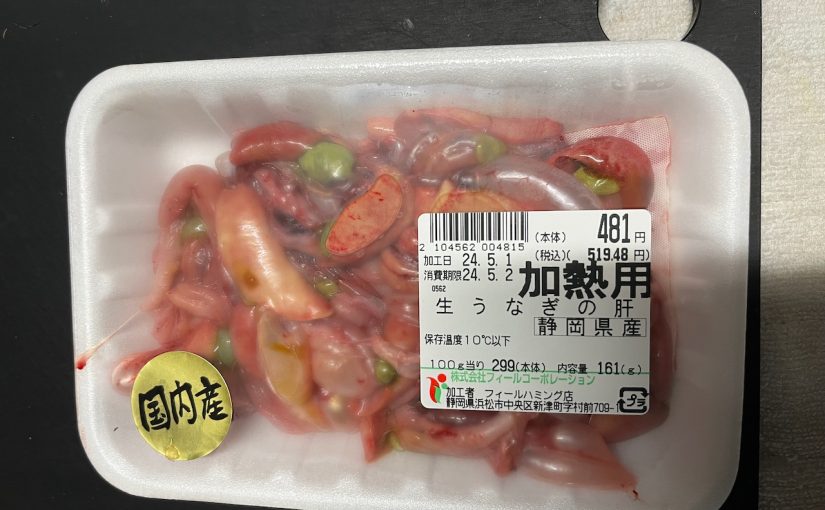 2 104562 004815
(本体) 481円
(税込)( 519.48 円)
加工日 24.5.1
消費期限 24.5.2
加熱用
0562
生うなぎの肝
静岡県産
保存温度10℃以下
100g当り 299(本体) 内容量 161(g)
株式会社フィールコーポレーション
加工者 フィールハミング店
静岡県浜松市中央区新津町字村前709-1
プラ
国内産